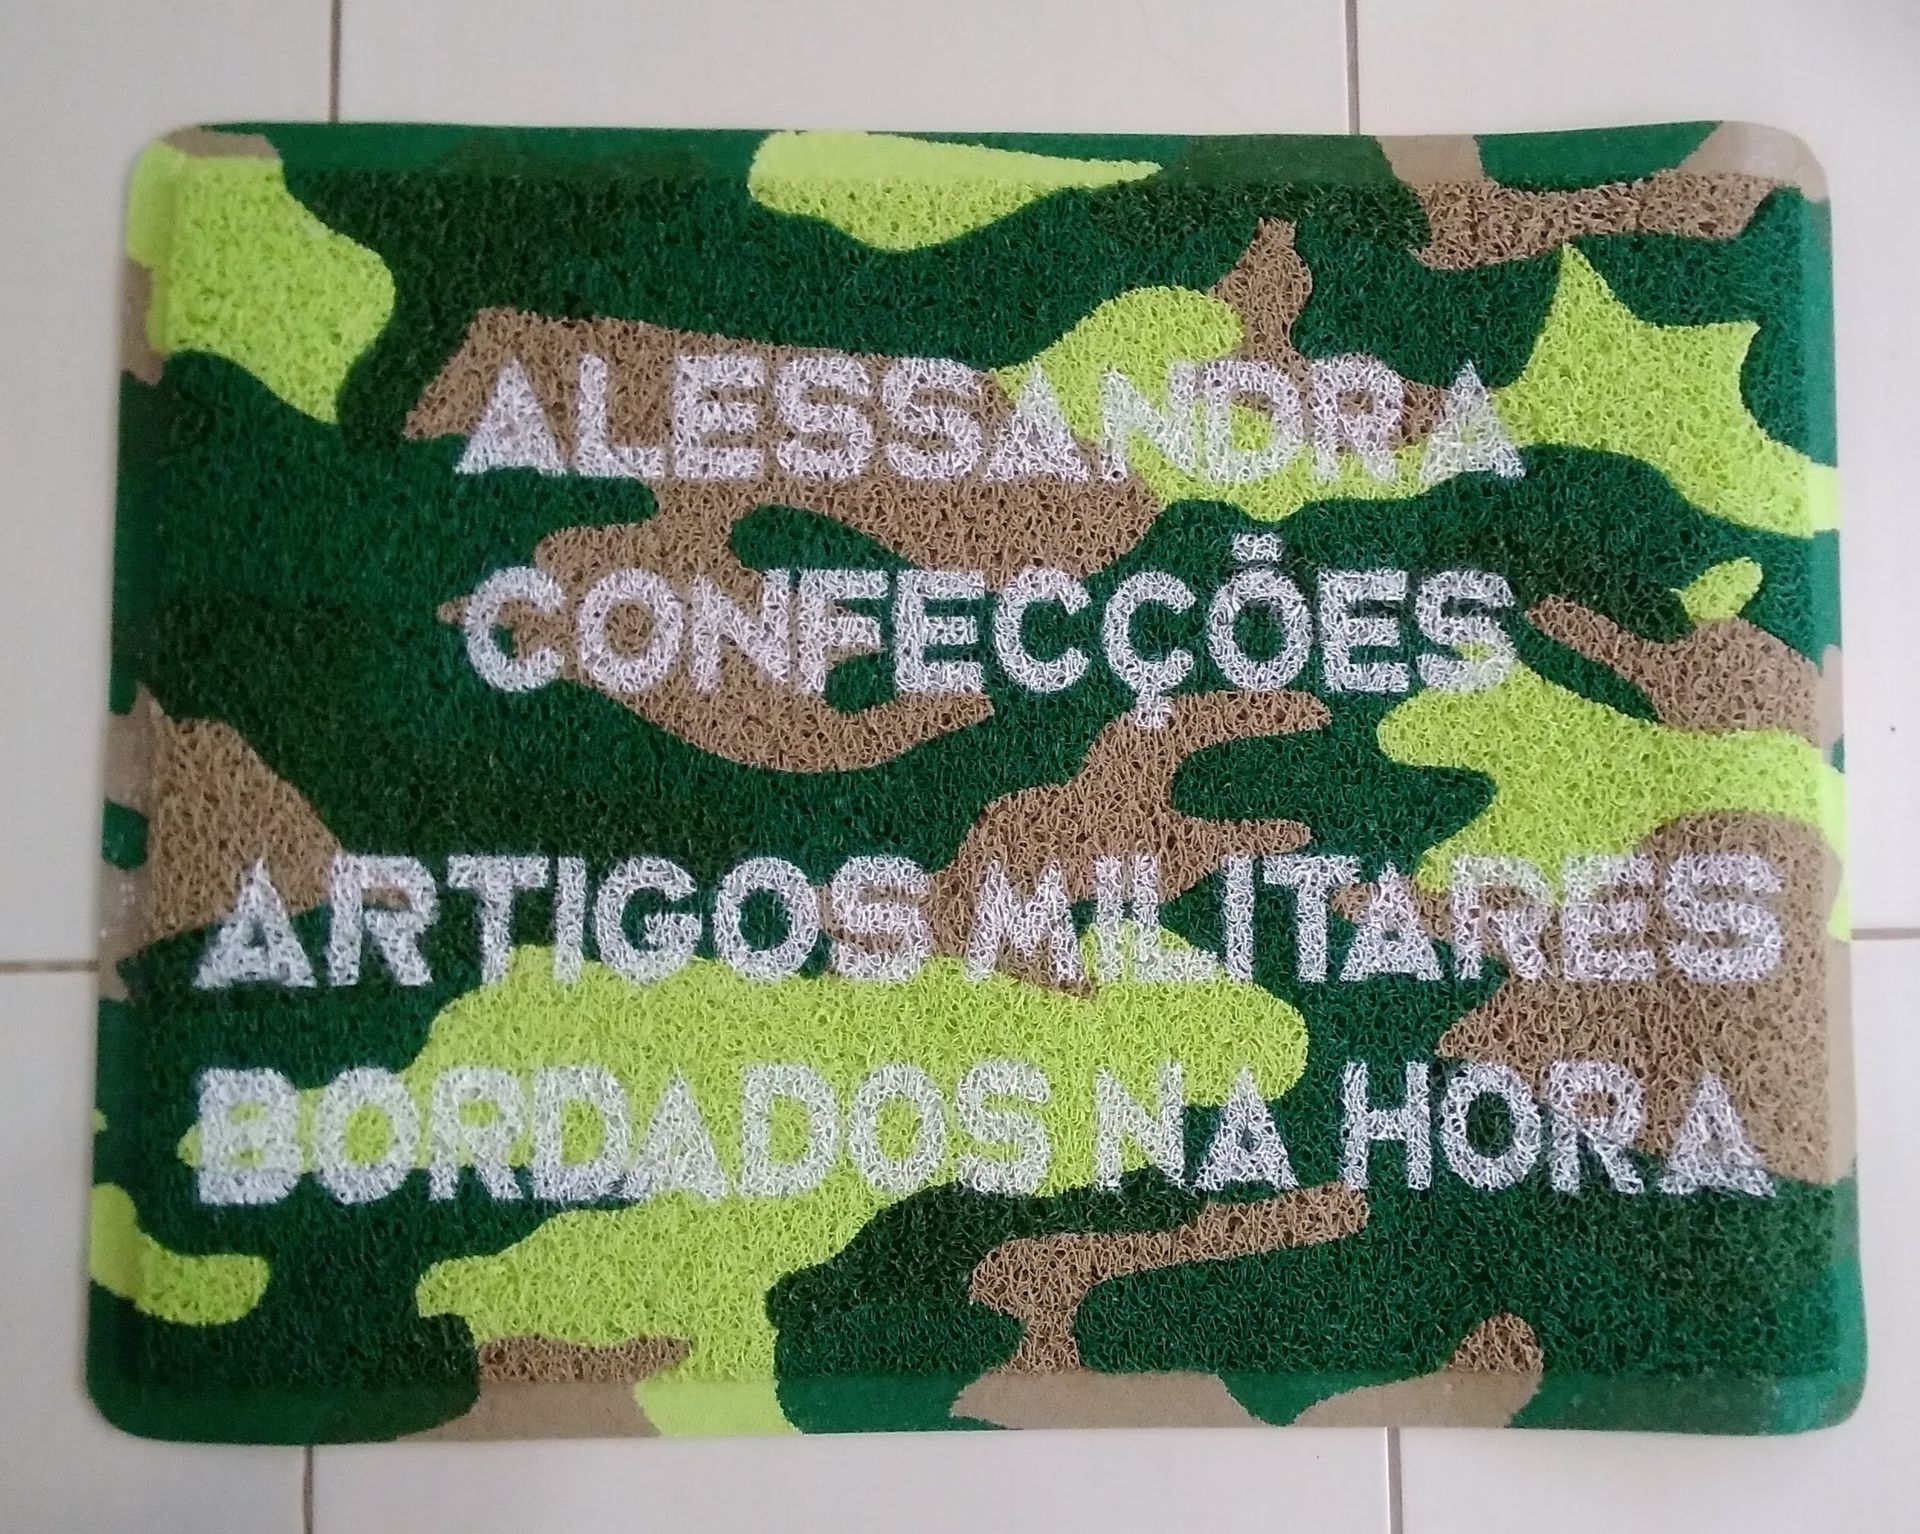 ALESSANDRA
CONFECÇÕES
ARTIGOS MILITARES
BORDADOS NA HORA